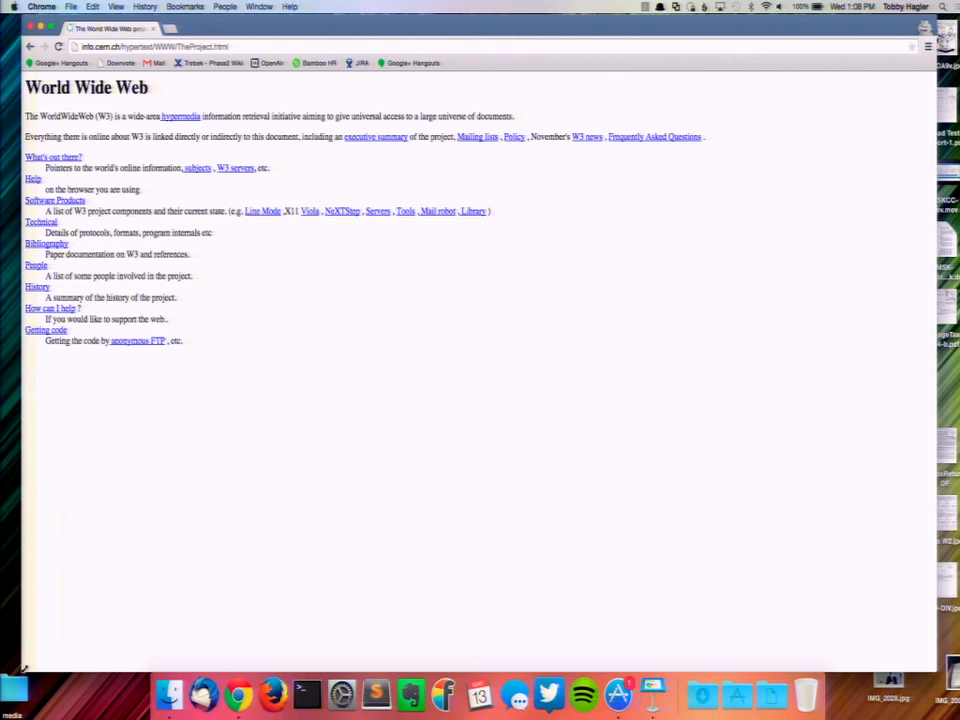 Chrome File Edit View History Bookmarks People Window Help 100% Wed 1:08 PM Tobby Hagler
The World Wide Web proj
info.cern.ch/hypertext/WWW/TheProject.html
Google+ Hangouts Downvote Mail Trebek - Phase2 Wiki OpenAir Bamboo HR JIRA Google+ Hangouts
World Wide Web
The WorldWideWeb (W3) is a wide-area hypermedia information retrieval initiative aiming to give universal access to a large universe of documents.
Everything there is online about W3 is linked directly or indirectly to this document, including an executive summary of the project, Mailing lists , Policy , November's W3 news , Frequently Asked Questions .
What's out there?
Pointers to the world's online information, subjects , W3 servers, etc.
Help
on the browser you are using
Software Products
A list of W3 project components and their current state. (e.g. Line Mode ,X11 Viola , NeXTStep , Servers , Tools , Mail robot , Library )
Technical
Details of protocols, formats, program internals etc
Bibliography
Paper documentation on W3 and references.
People
A list of some people involved in the project.
History
A summary of the history of the project.
How can I help ?
If you would like to support the web..
Getting code
Getting the code by anonymous FTP , etc.
13
media
IMG_2028.jpg